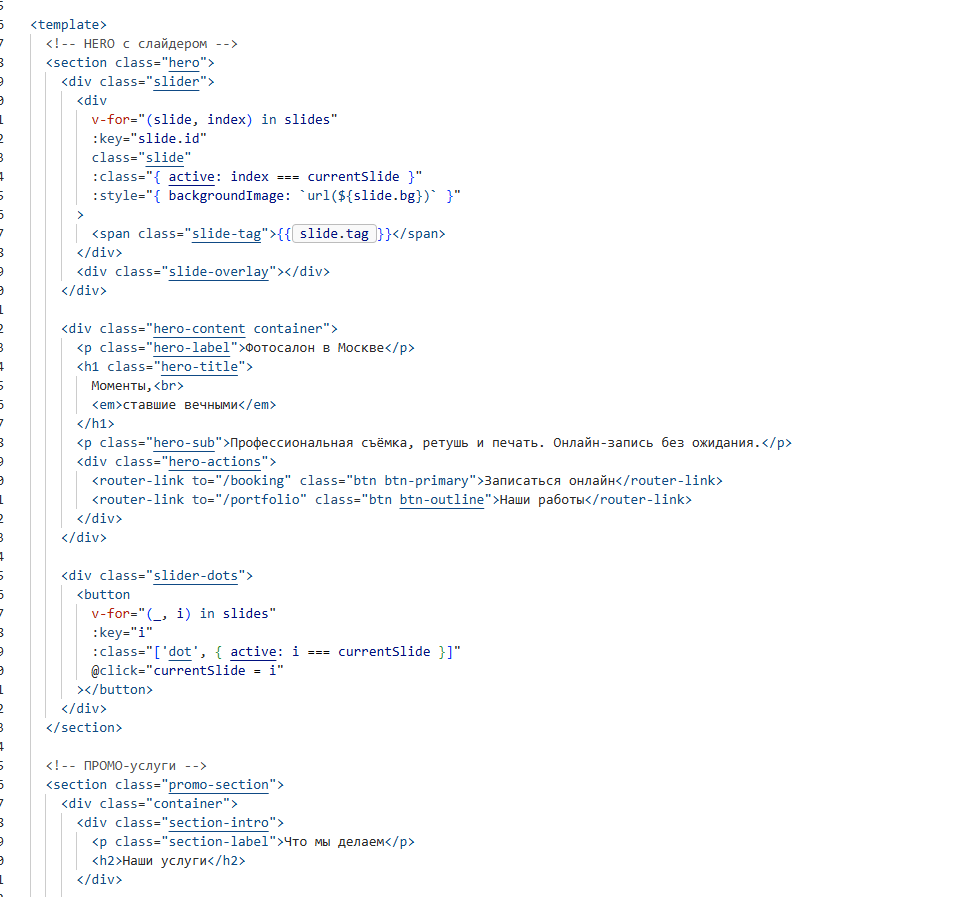 <template>
<!-- HERO с слайдером -->
<section class="hero">
<div class="slider">
<div
v-for="(slide, index) in slides"
:key="slide.id"
class="slide"
:class="{ active: index === currentSlide }"
:style="{ backgroundImage: `url(${slide.bg})` }"
>
<span class="slide-tag">{{ slide.tag }}</span>
</div>
<div class="slide-overlay"></div>
</div>
<div class="hero-content container">
<p class="hero-label">Фотосалон в Москве</p>
<h1 class="hero-title">
Моменты,<br>
<em>ставшие вечными</em>
</h1>
<p class="hero-sub">Профессиональная съёмка, ретушь и печать. Онлайн-запись без ожидания.</p>
<div class="hero-actions">
<router-link to="/booking" class="btn btn-primary">Записаться онлайн</router-link>
<router-link to="/portfolio" class="btn btn-outline">Наши работы</router-link>
</div>
</div>
<div class="slider-dots">
<button
v-for="(_, i) in slides"
:key="i"
:class="['dot', { active: i === currentSlide }]"
@click="currentSlide = i"
></button>
</div>
</section>
<!-- ПРОМО-услуги -->
<section class="promo-section">
<div class="container">
<div class="section-intro">
<p class="section-label">Что мы делаем</p>
<h2>Наши услуги</h2>
</div>